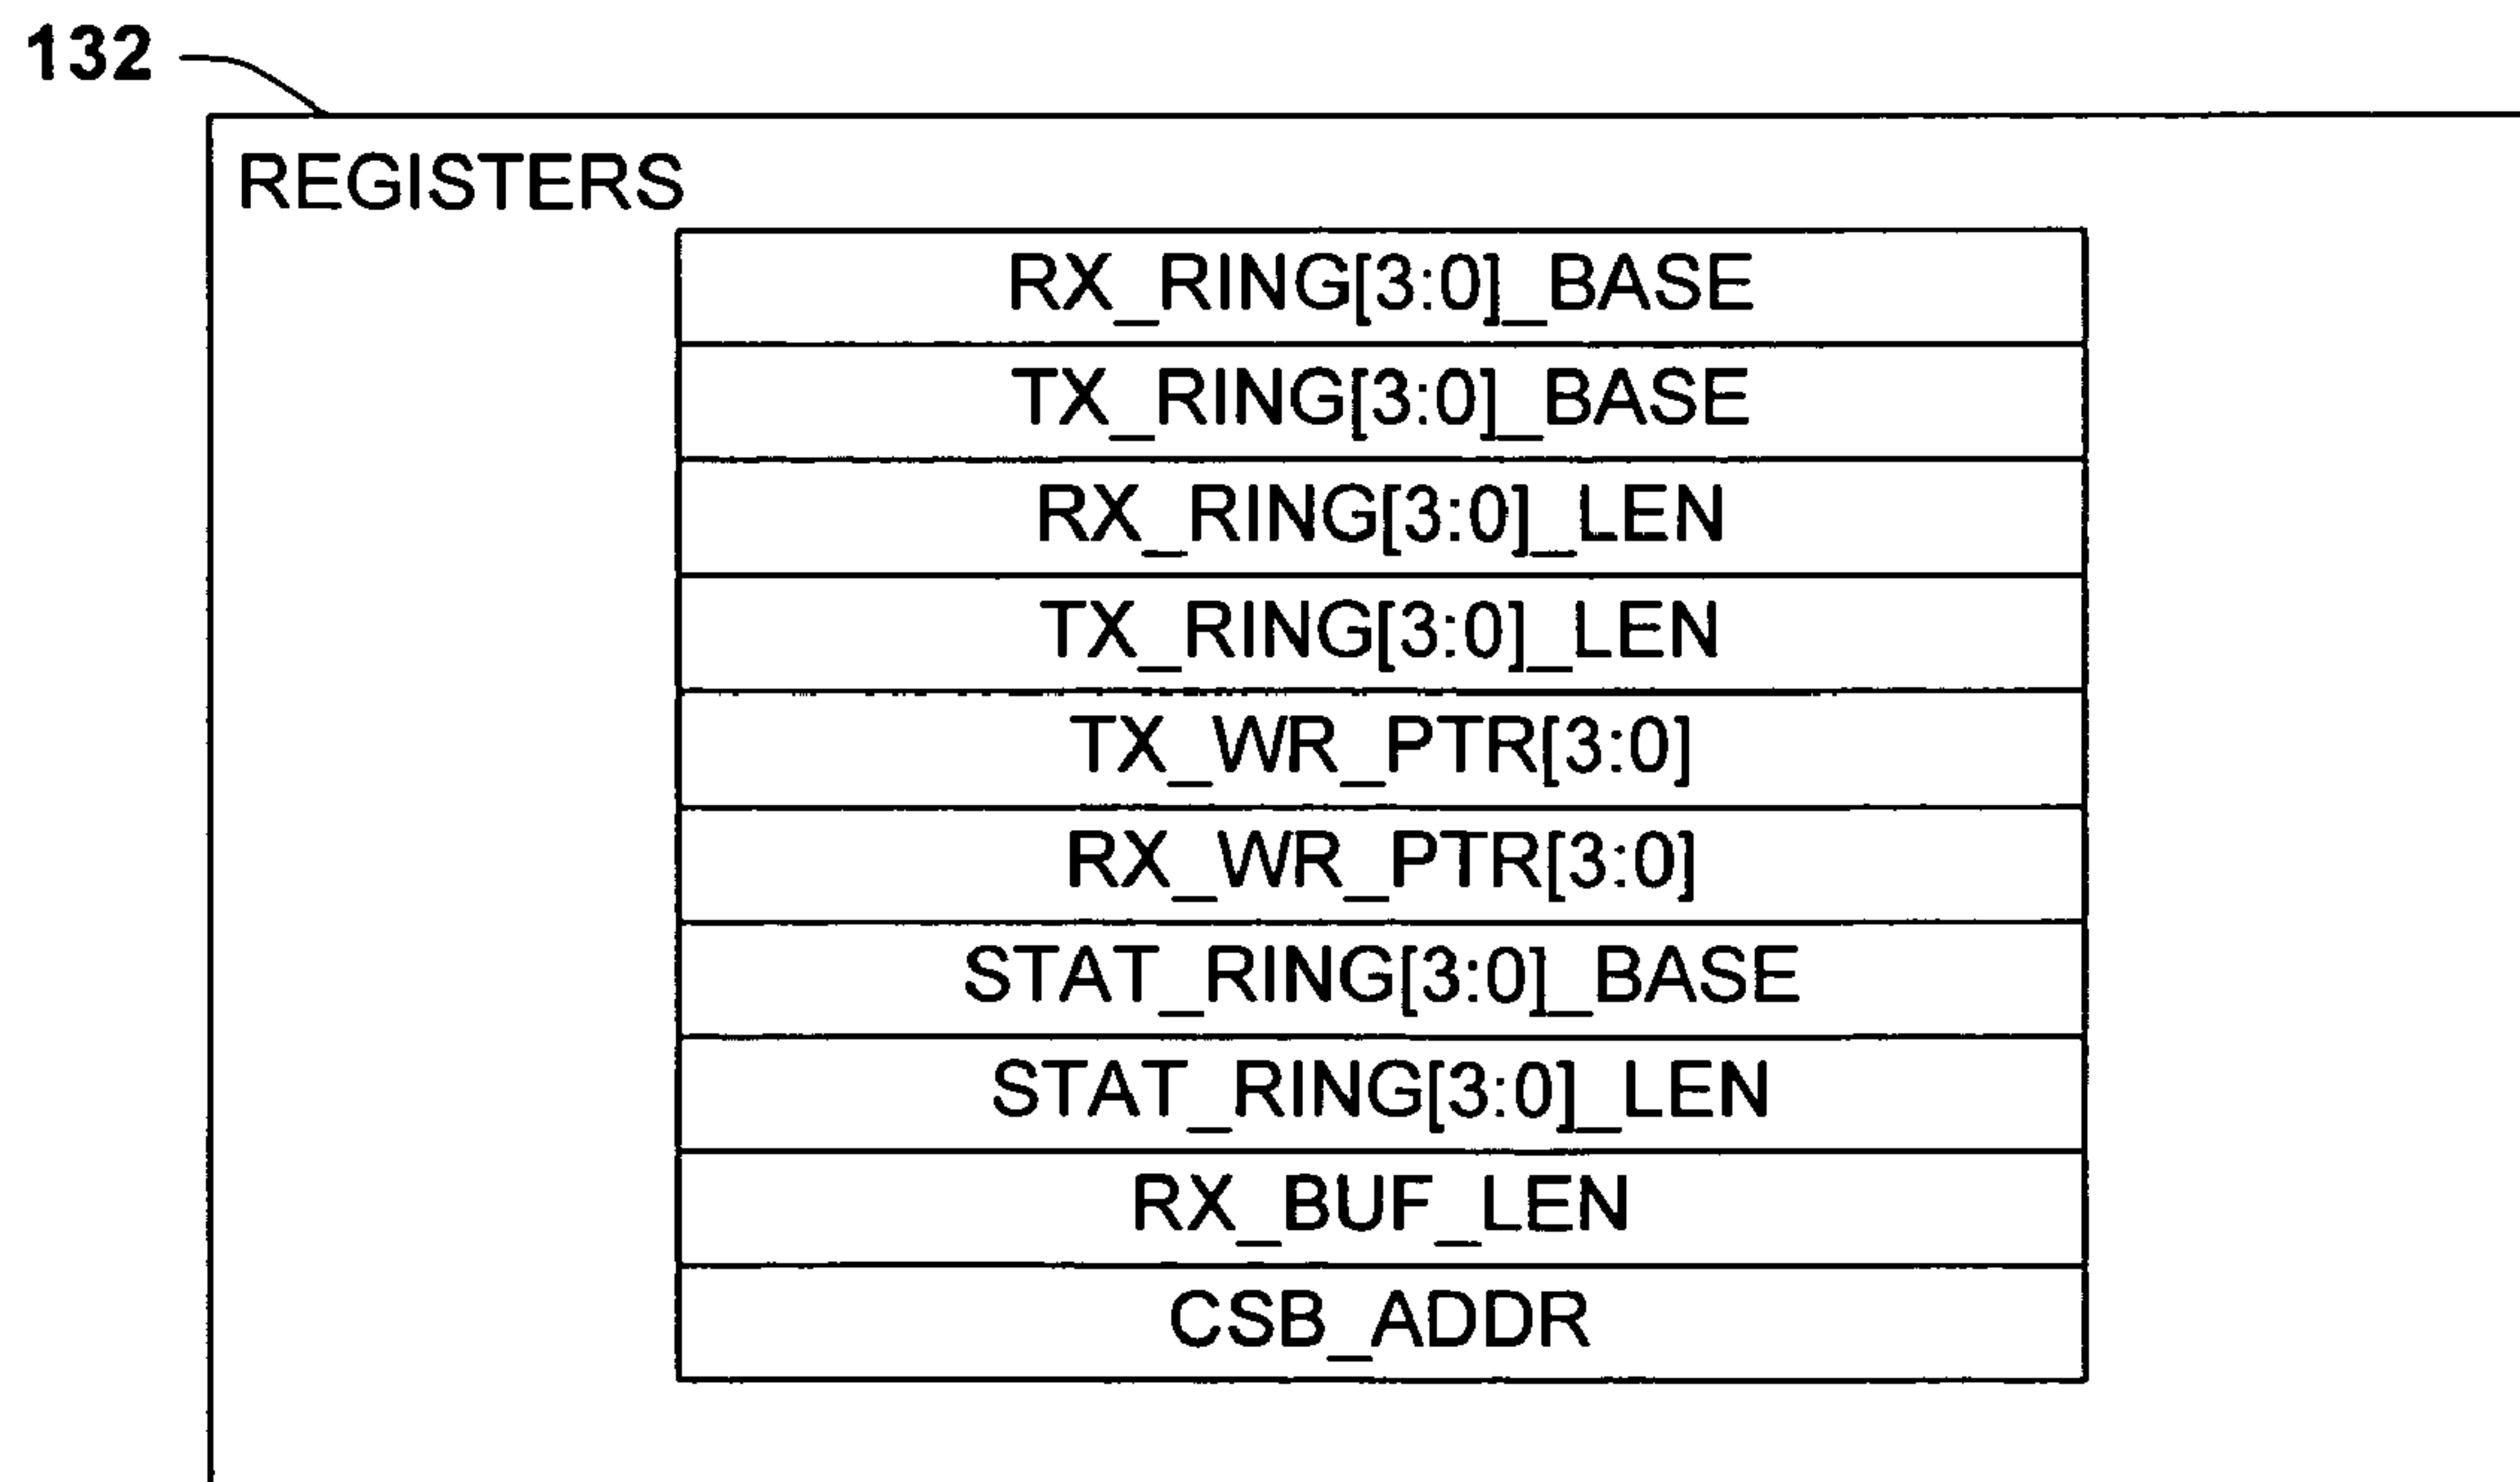 132
REGISTERS
RX_RING[3:0]_BASE
TX_RING[3:0]_BASE
RX_RING[3:0]_LEN
TX_RING[3:0]_LEN
TX_WR_PTR[3:0]
RX_WR_PTR[3:0]
STAT_RING[3:0]_BASE
STAT_RING[3:0]_LEN
RX_BUF_LEN
CSB_ADDR